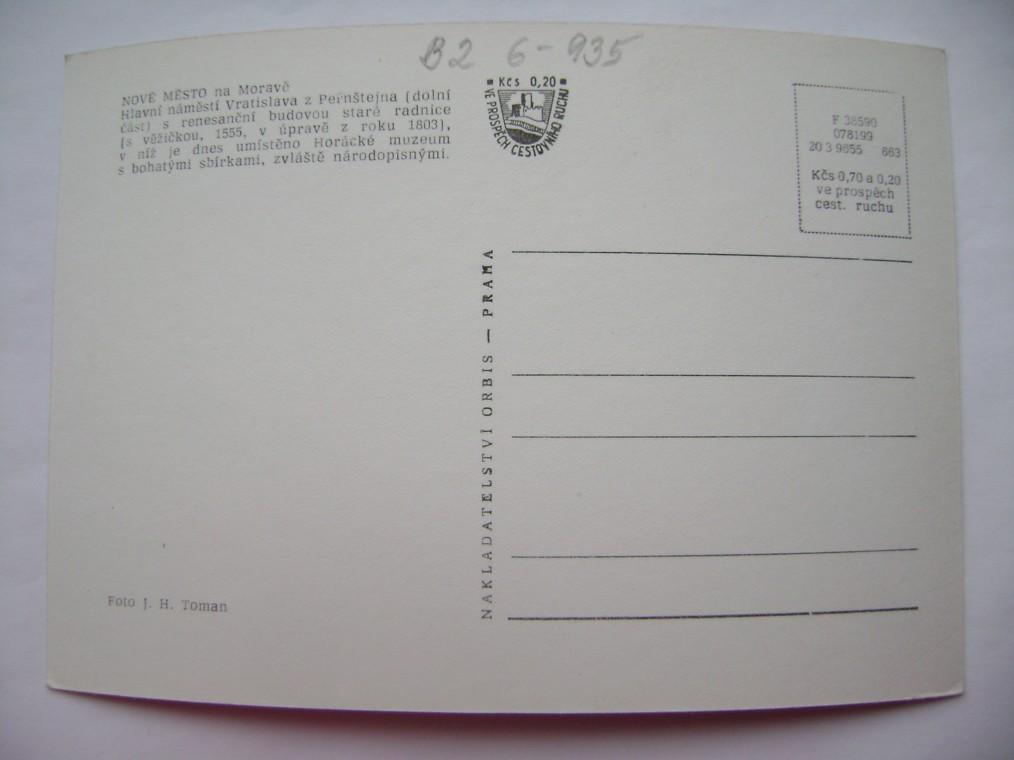 B2 6-935
NOVÉ MĚSTO na Moravě
Hlavní náměstí Vratislava z Pernštejna (dolní
část) s renesanční budovou staré radnice
(s věžičkou, 1555, v úpravě z roku 1803),
v níž je dnes umístěno Horácké muzeum
s bohatými sbírkami, zvláště národopisnými.
Kčs 0,20
VE PROSPĚCH CESTOVNÍHO RUCHU
F 38590
078199
20 3 9655 663
Kčs 0,70 a 0,20
ve prospěch
cest. ruchu
NAKLADATELSTVÍ ORBIS — PRAHA
Foto J. H. Toman